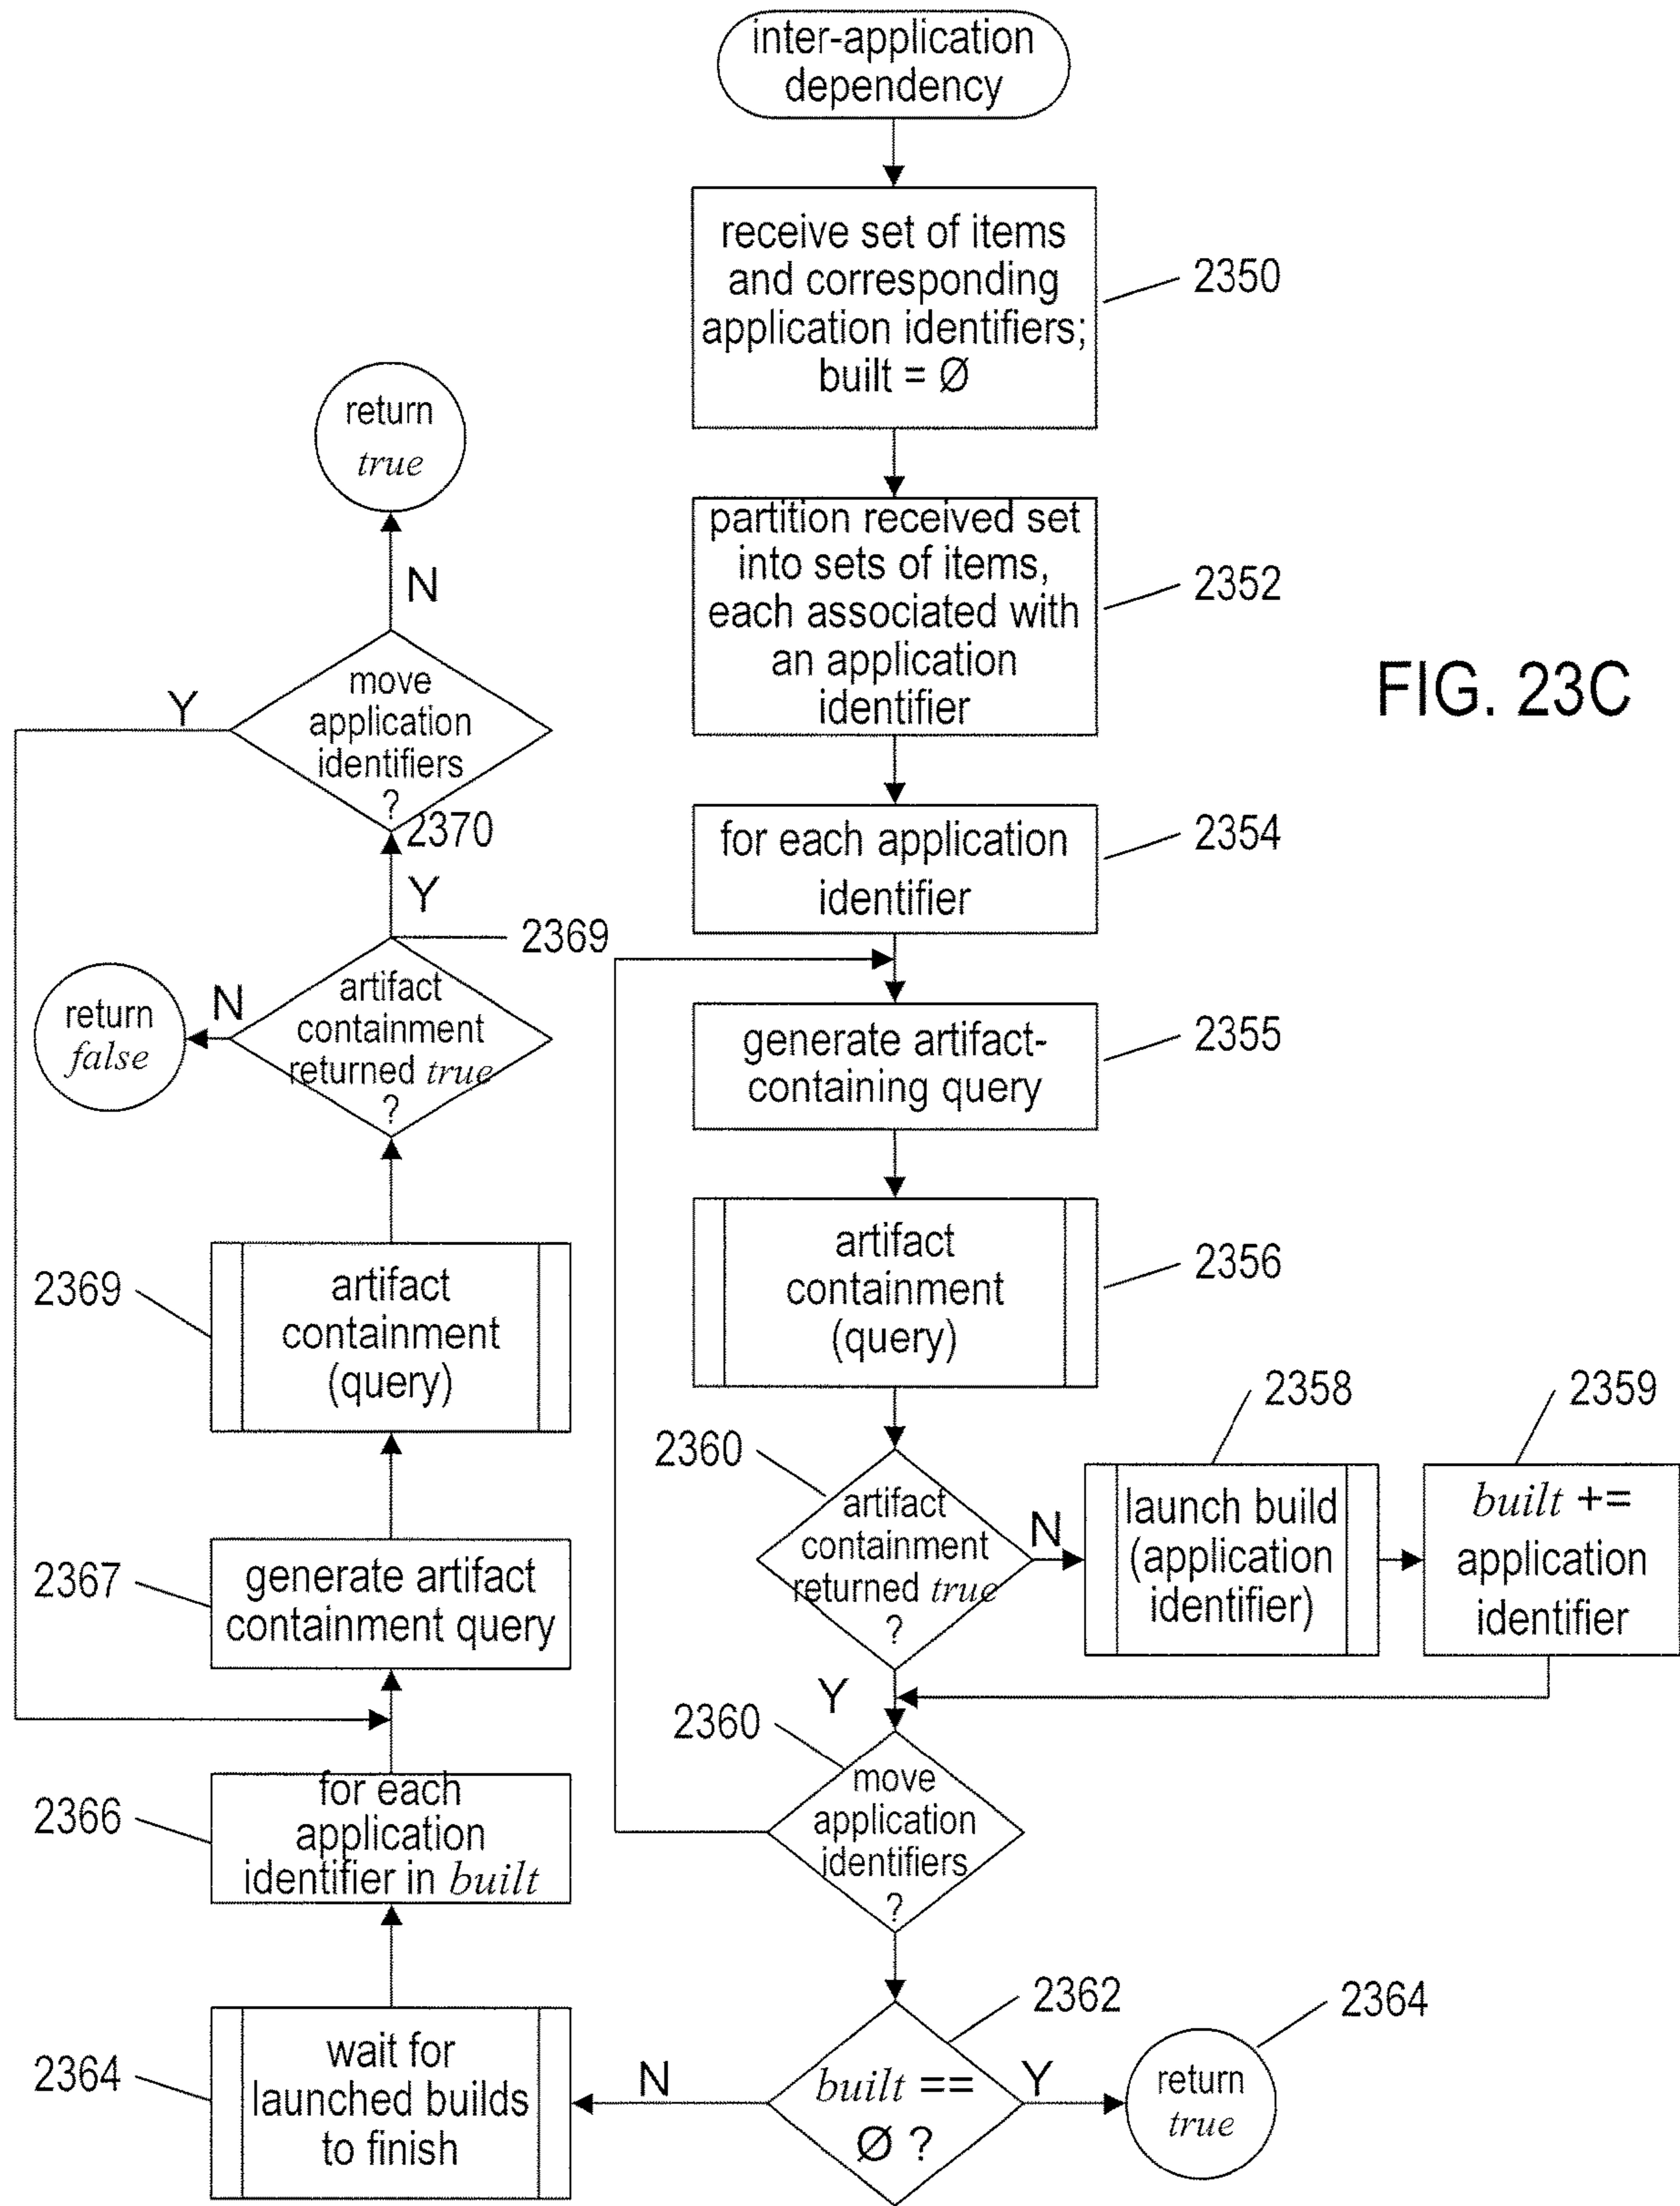 inter-application
dependency
receive set of items
and corresponding
application identifiers;
built = Ø
2350
partition received set
into sets of items,
each associated with
an application
identifier
2352
FIG. 23C
for each application
identifier
2354
generate artifact-
containing query
2355
artifact
containment
(query)
2356
2360
artifact
containment
returned true
?
N
Y
2358
launch build
(application
identifier)
2359
built +=
application
identifier
2360
move
application
identifiers
?
2362
built ==
Ø ?
Y
N
2364
return
true
2364
wait for
launched builds
to finish
2366
for each
application
identifier in built
2367
generate artifact
containment query
2369
artifact
containment
(query)
2369
artifact
containment
returned true
?
N
return
false
Y
2370
move
application
identifiers
?
Y
N
return
true